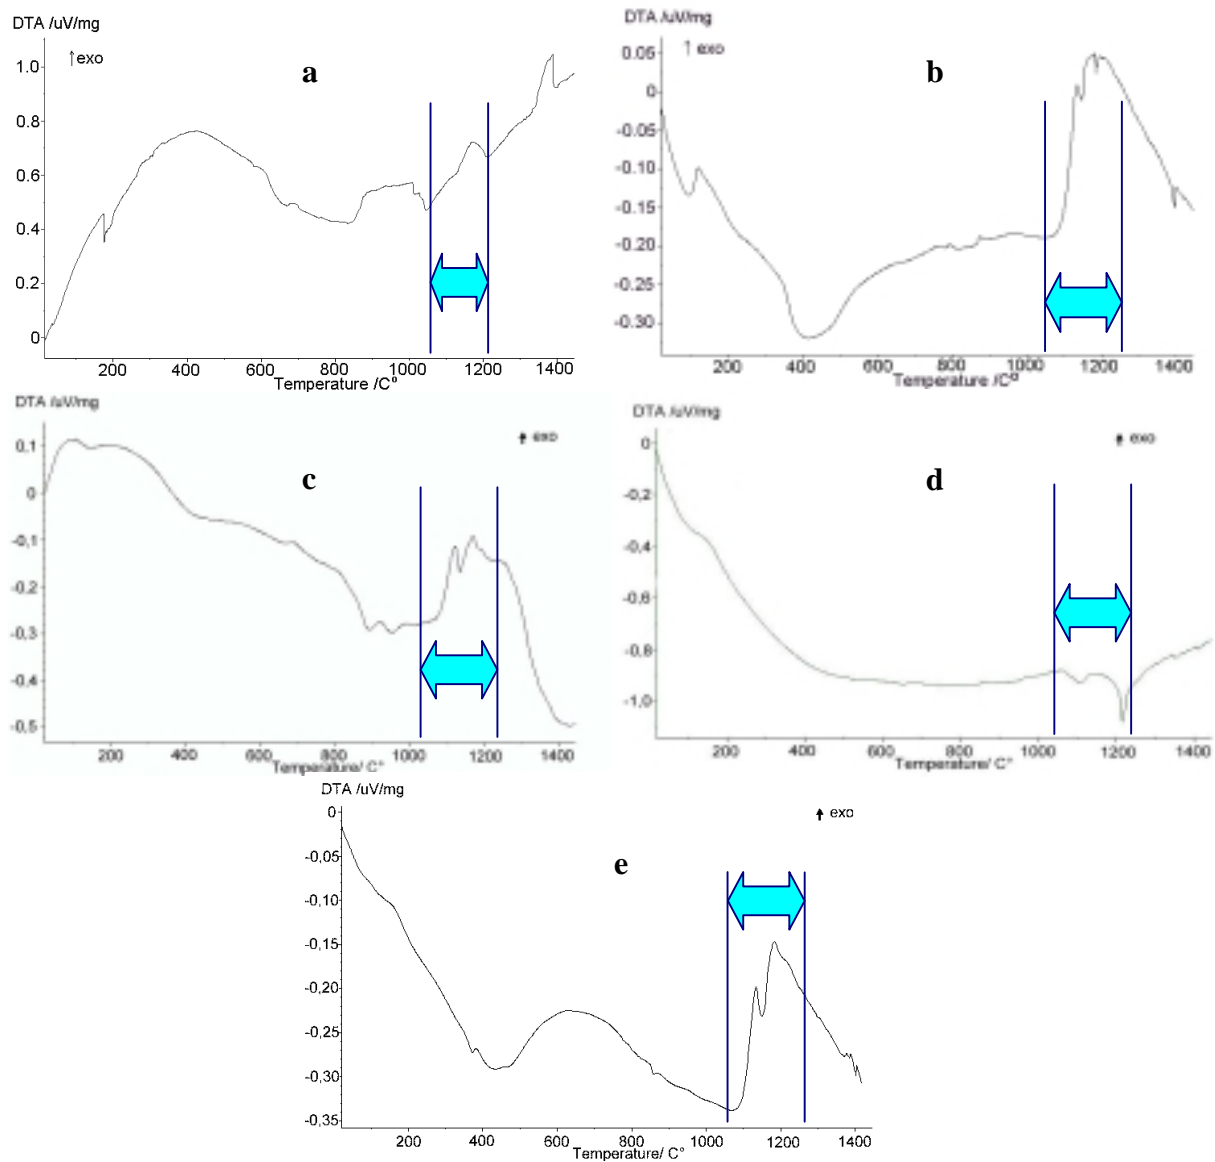 DTA /uV/mg
↑exo
a
1.0
0.8
0.6
0.4
0.2
0
200 400 600 800 1000 1200 1400
Temperature /C°
DTA /uV/mg
↑ exo
b
0.05
0
-0.05
-0.10
-0.15
-0.20
-0.25
-0.30
200 400 600 800 1000 1200 1400
Temperature /C°
DTA /uV/mg
↑ exo
c
0,1
0
-0,1
-0,2
-0,3
-0,4
-0,5
200 400 600 800 1000 1200 1400
Temperature/ C°
DTA /uV/mg
↑ exo
d
0
-0,2
-0,4
-0,6
-0,8
-1,0
200 400 600 800 1000 1200 1400
Temperature/ C°
DTA /uV/mg
↑ exo
e
0
-0,05
-0,10
-0,15
-0,20
-0,25
-0,30
-0,35
200 400 600 800 1000 1200 1400
Temperature/ C°